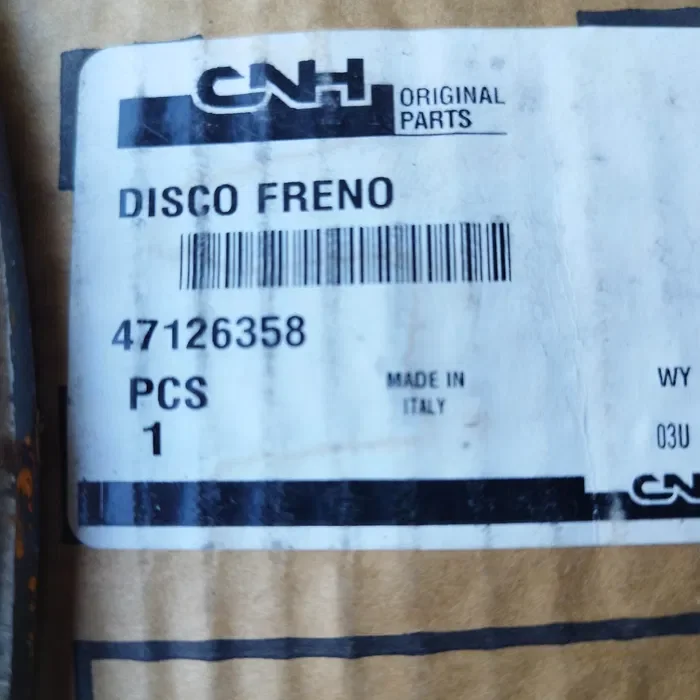 CNH
ORIGINAL
PARTS
DISCO FRENO
47126358
PCS
1
MADE IN
ITALY
WY
03U
CN